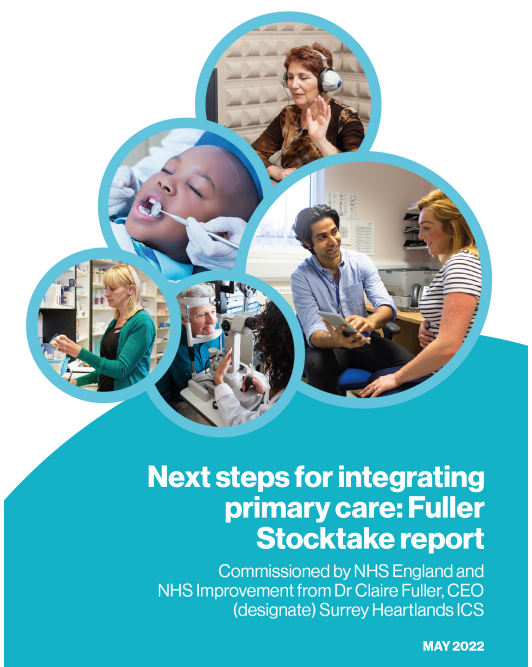 Next steps for integrating
primary care: Fuller
Stocktake report
Commissioned by NHS England and
NHS Improvement from Dr Claire Fuller, CEO
(designate) Surrey Heartlands ICS
MAY 2022